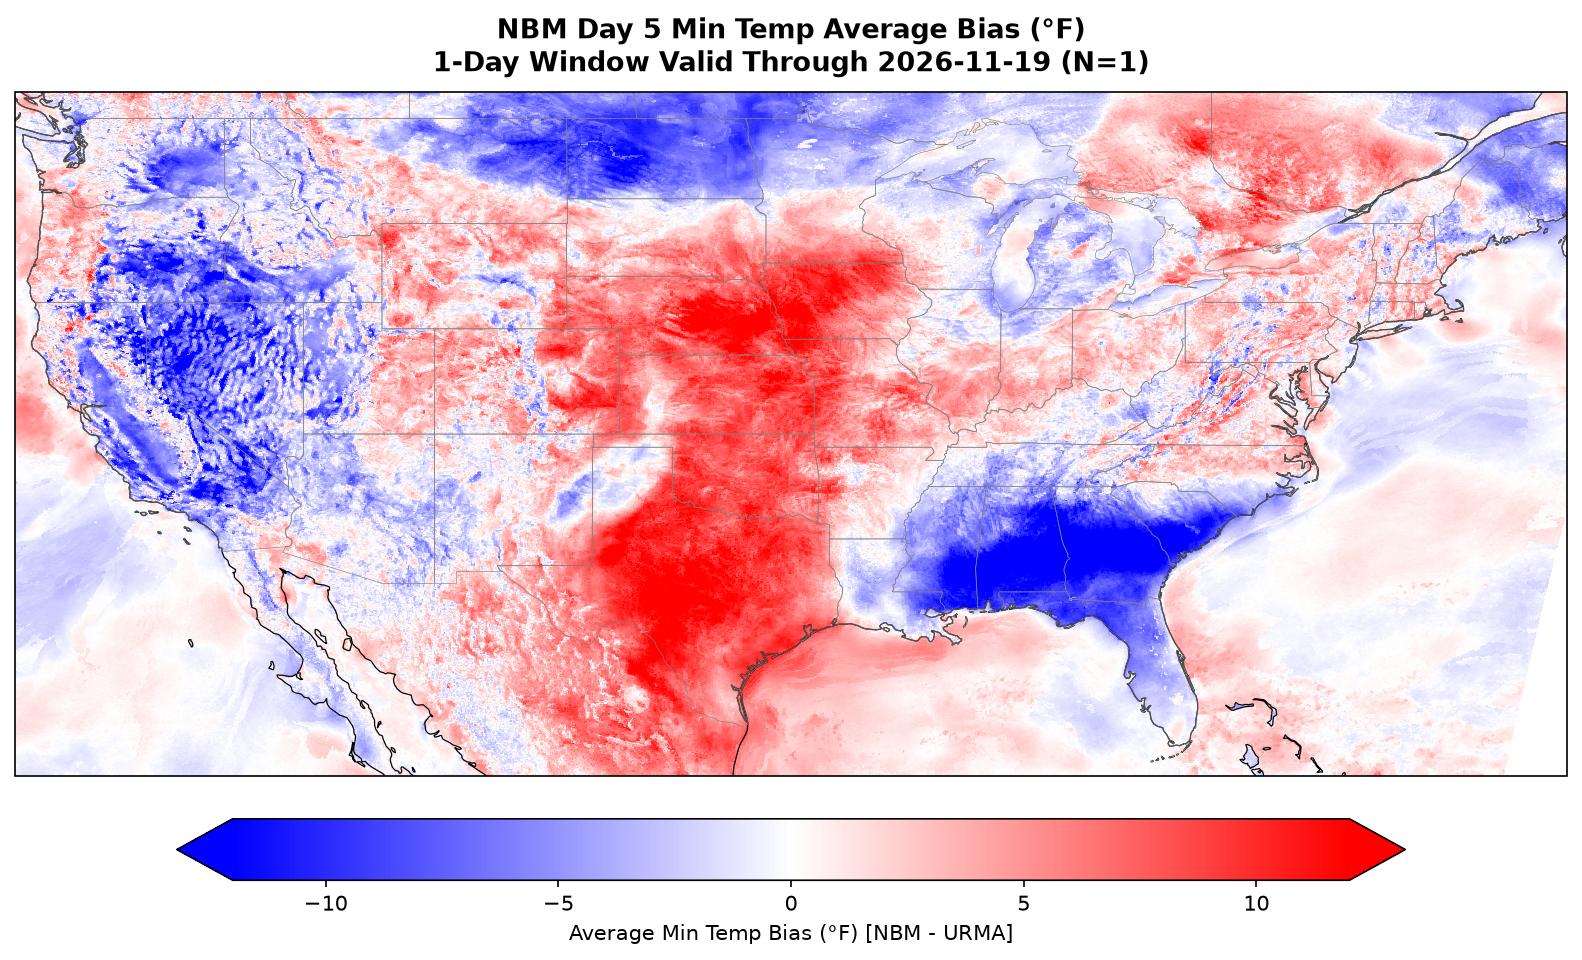 NBM Day 5 Min Temp Average Bias (°F)
1-Day Window Valid Through 2026-11-19 (N=1)
−10 −5 0 5 10
Average Min Temp Bias (°F) [NBM - URMA]